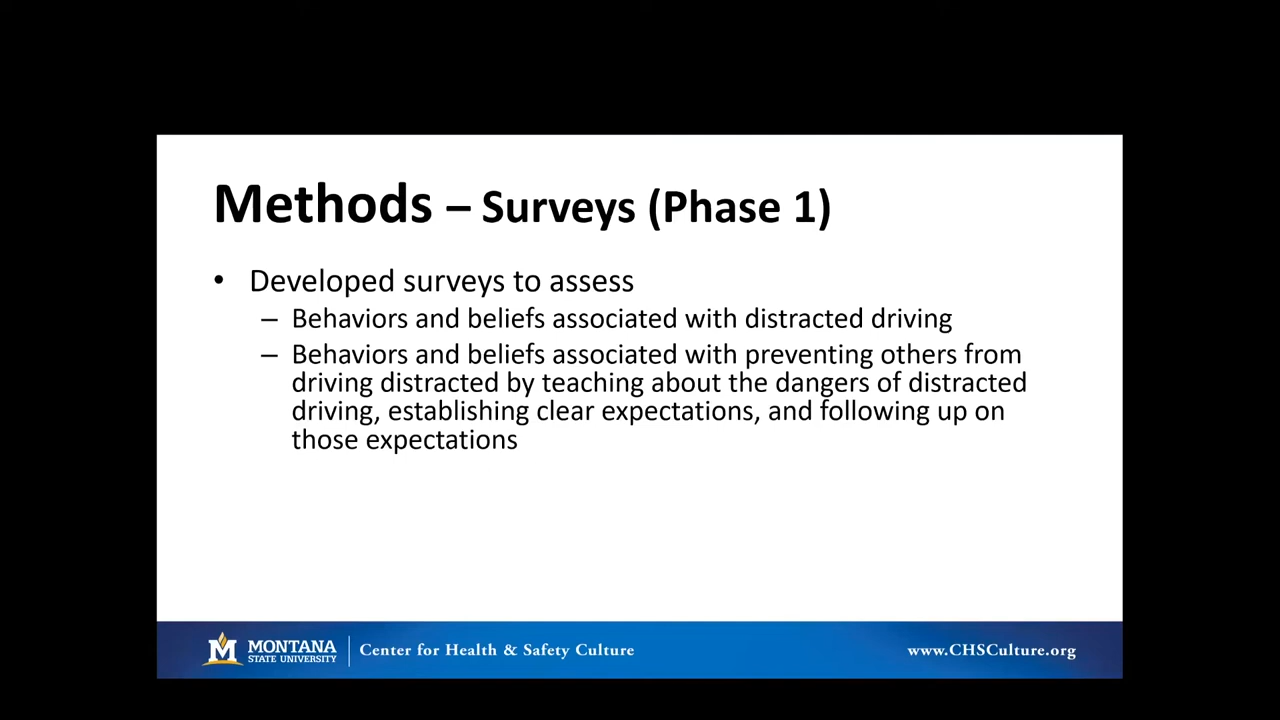 Methods – Surveys (Phase 1)
• Developed surveys to assess
– Behaviors and beliefs associated with distracted driving
– Behaviors and beliefs associated with preventing others from
driving distracted by teaching about the dangers of distracted
driving, establishing clear expectations, and following up on
those expectations
M MONTANA
STATE UNIVERSITY
Center for Health & Safety Culture
www.CHSCulture.org